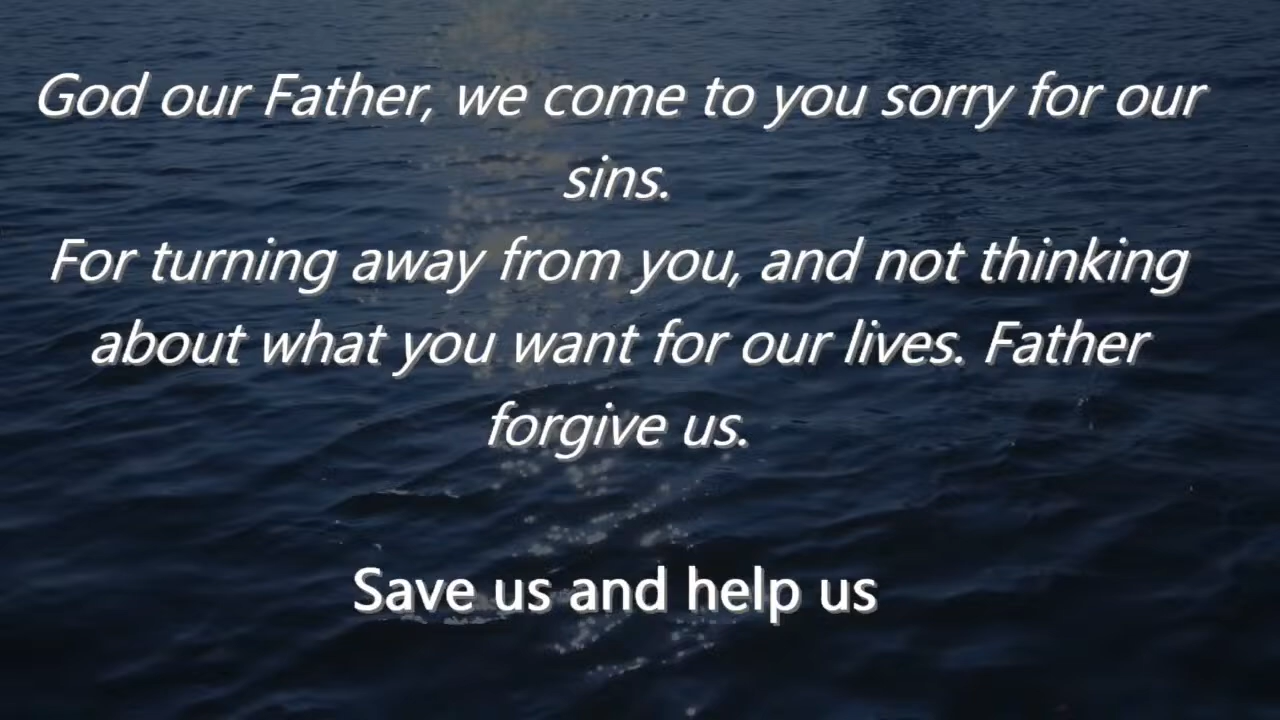 God our Father, we come to you sorry for our
sins.
For turning away from you, and not thinking
about what you want for our lives. Father
forgive us.
Save us and help us